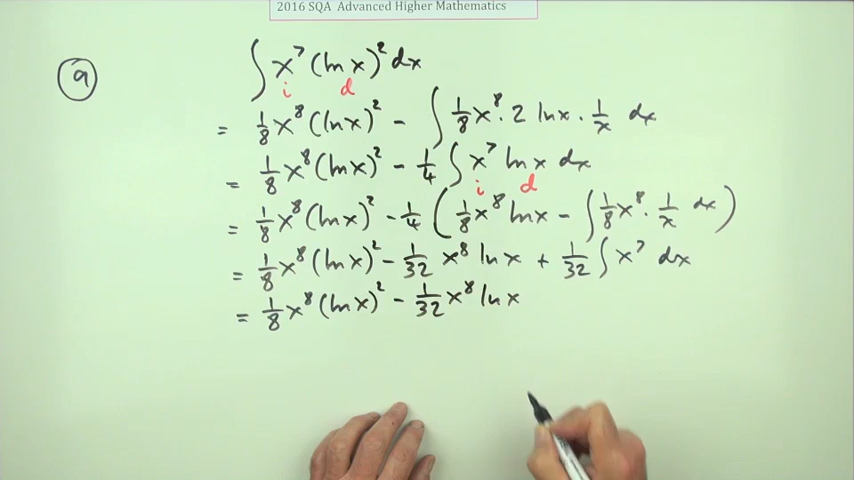 2016 SQA Advanced Higher Mathematics
9 ∫ x⁷ (ln x)² dx
i d
= 1/8 x⁸ (ln x)² - ∫ 1/8 x⁸ · 2 ln x · 1/x dx
= 1/8 x⁸ (ln x)² - 1/4 ∫ x⁷ ln x dx
i d
= 1/8 x⁸ (ln x)² - 1/4 ( 1/8 x⁸ ln x - ∫ 1/8 x⁸ · 1/x dx )
= 1/8 x⁸ (ln x)² - 1/32 x⁸ ln x + 1/32 ∫ x⁷ dx
= 1/8 x⁸ (ln x)² - 1/32 x⁸ ln x